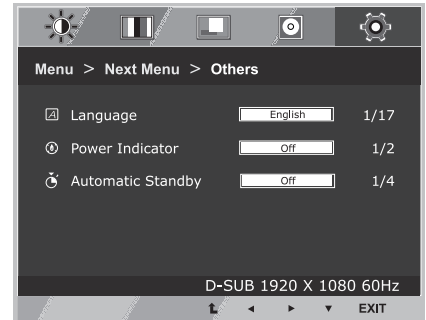 Menu > Next Menu > Others
Language English 1/17
Power Indicator Off 1/2
Automatic Standby Off 1/4
D-SUB 1920 X 1080 60Hz
EXIT